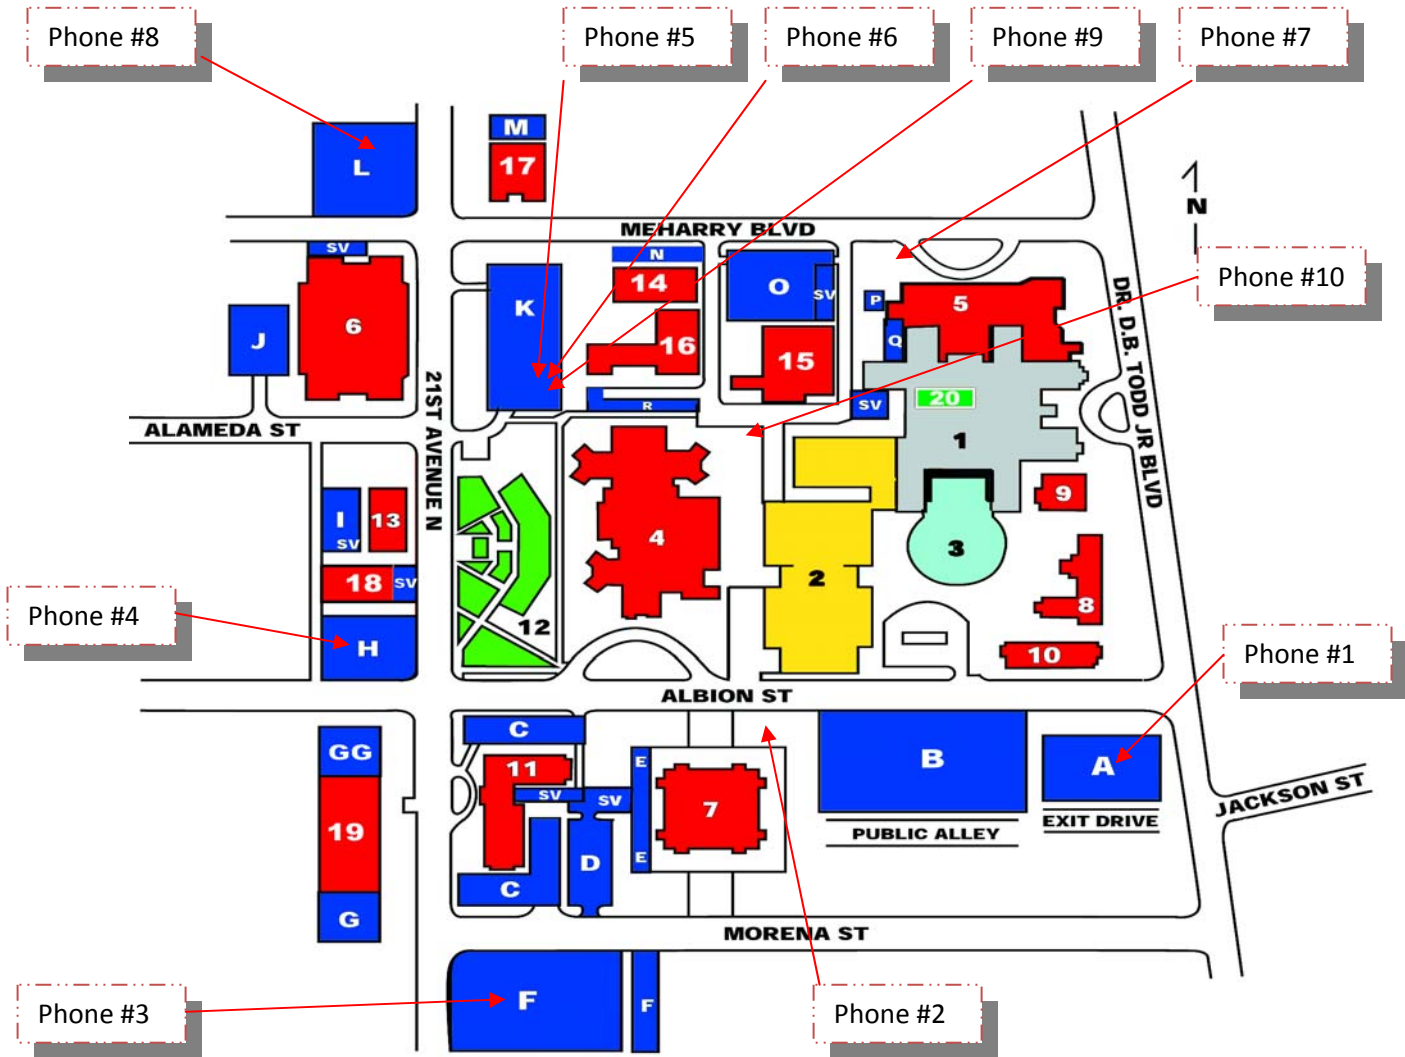 Phone #8
Phone #5
Phone #6
Phone #9
Phone #7
M
L
17
N
MEHARRY BLVD
SV
N
Phone #10
14
O
SV
K
P
5
6
J
Q
16
15
DR. D.B. TODD JR BLVD
21ST AVENUE N
20
R
SV
ALAMEDA ST
1
9
I
13
SV
4
3
18
SV
2
8
Phone #4
12
H
10
Phone #1
ALBION ST
C
GG
E
B
A
11
SV
SV
7
JACKSON ST
EXIT DRIVE
19
PUBLIC ALLEY
E
D
C
G
MORENA ST
F
F
Phone #3
Phone #2